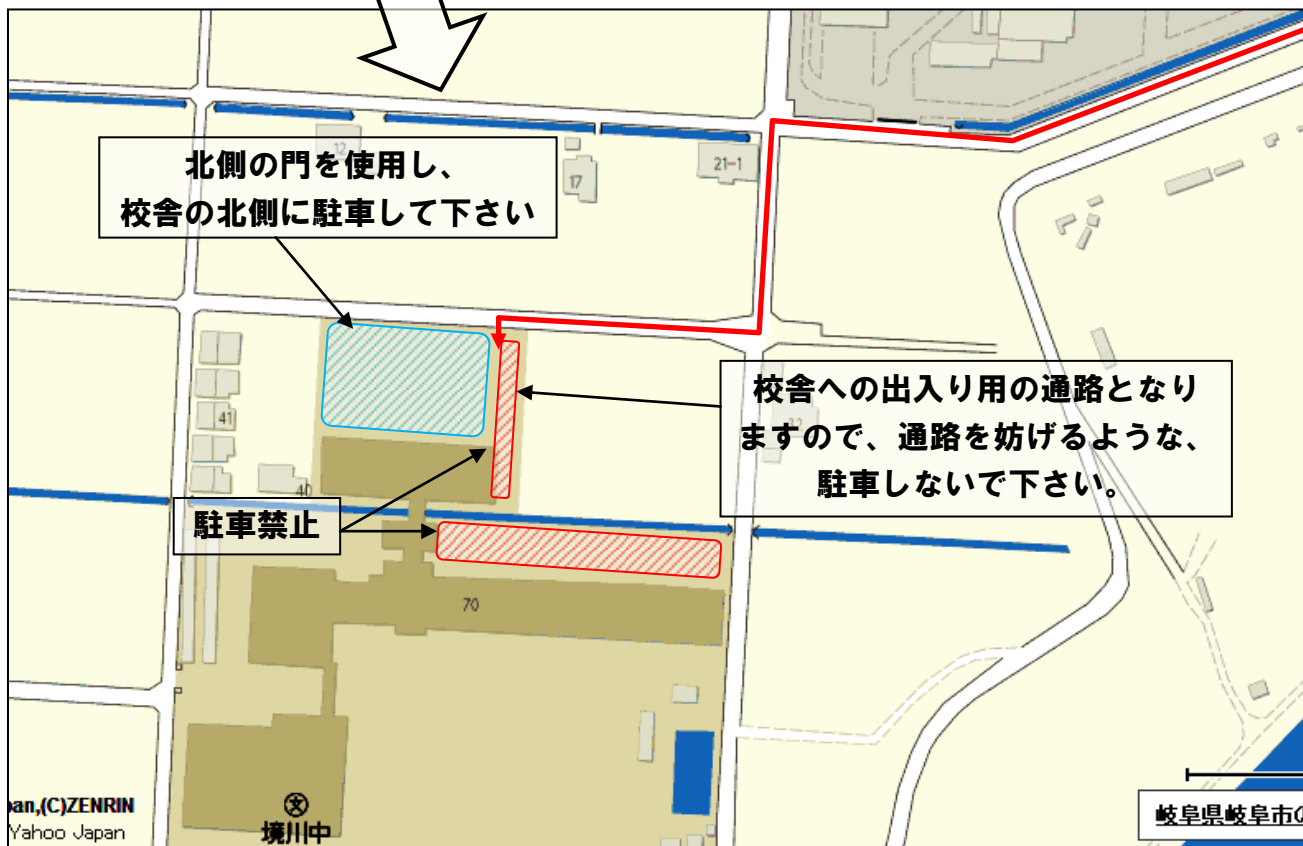 12
17
21-1
北側の門を使用し、
校舎の北側に駐車して下さい
校舎への出入り用の通路となり
ますので、通路を妨げるような、
駐車しないで下さい。
41
40
駐車禁止
70
境川中
pan,(C)ZENRIN
Yahoo Japan
岐阜県岐阜市の